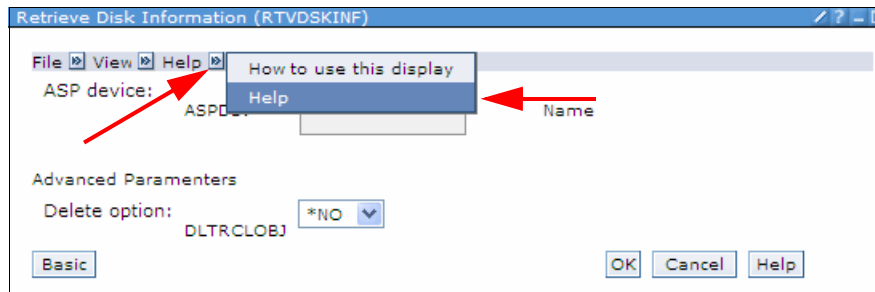 Retrieve Disk Information (RTVDSKINF)
File View Help
How to use this display
Help
ASP device:
Name
Advanced Paramenters
Delete option:
*NO
DLTRCLOBJ
Basic OK Cancel Help